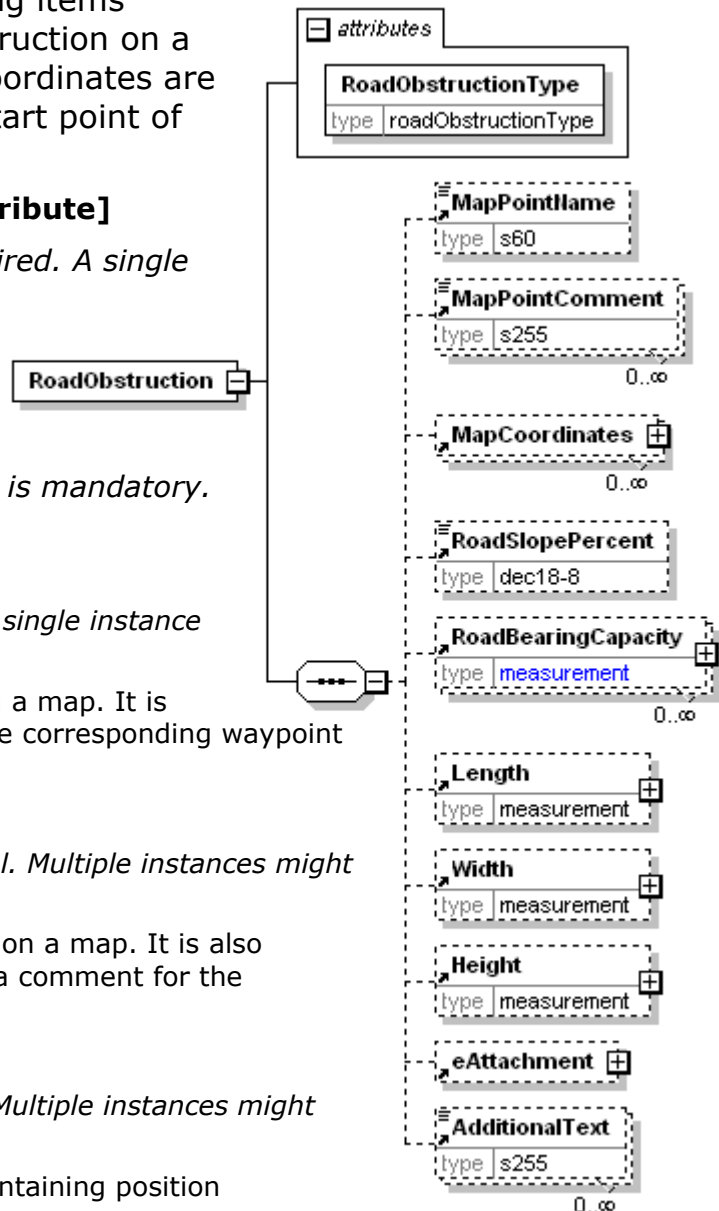 ng items
ruction on a
oordinates are
tart point of
ribute]
ired. A single
is mandatory.
single instance
a map. It is
e corresponding waypoint
l. Multiple instances might
on a map. It is also
a comment for the
Multiple instances might
ntaining position
attributes
RoadObstructionType
type roadObstructionType
RoadObstruction
MapPointName
type s60
MapPointComment
type s255
0..∞
MapCoordinates
0..∞
RoadSlopePercent
type dec18-8
RoadBearingCapacity
type measurement
0..∞
Length
type measurement
Width
type measurement
Height
type measurement
eAttachment
AdditionalText
type s255
0..∞